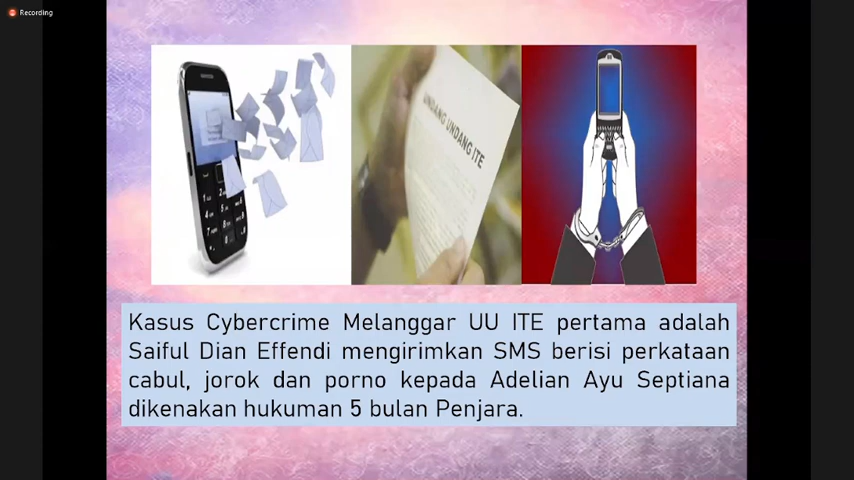 Recording
UNDANG UNDANG ITE
Kasus Cybercrime Melanggar UU ITE pertama adalah
Saiful Dian Effendi mengirimkan SMS berisi perkataan
cabul, jorok dan porno kepada Adelian Ayu Septiana
dikenakan hukuman 5 bulan Penjara.